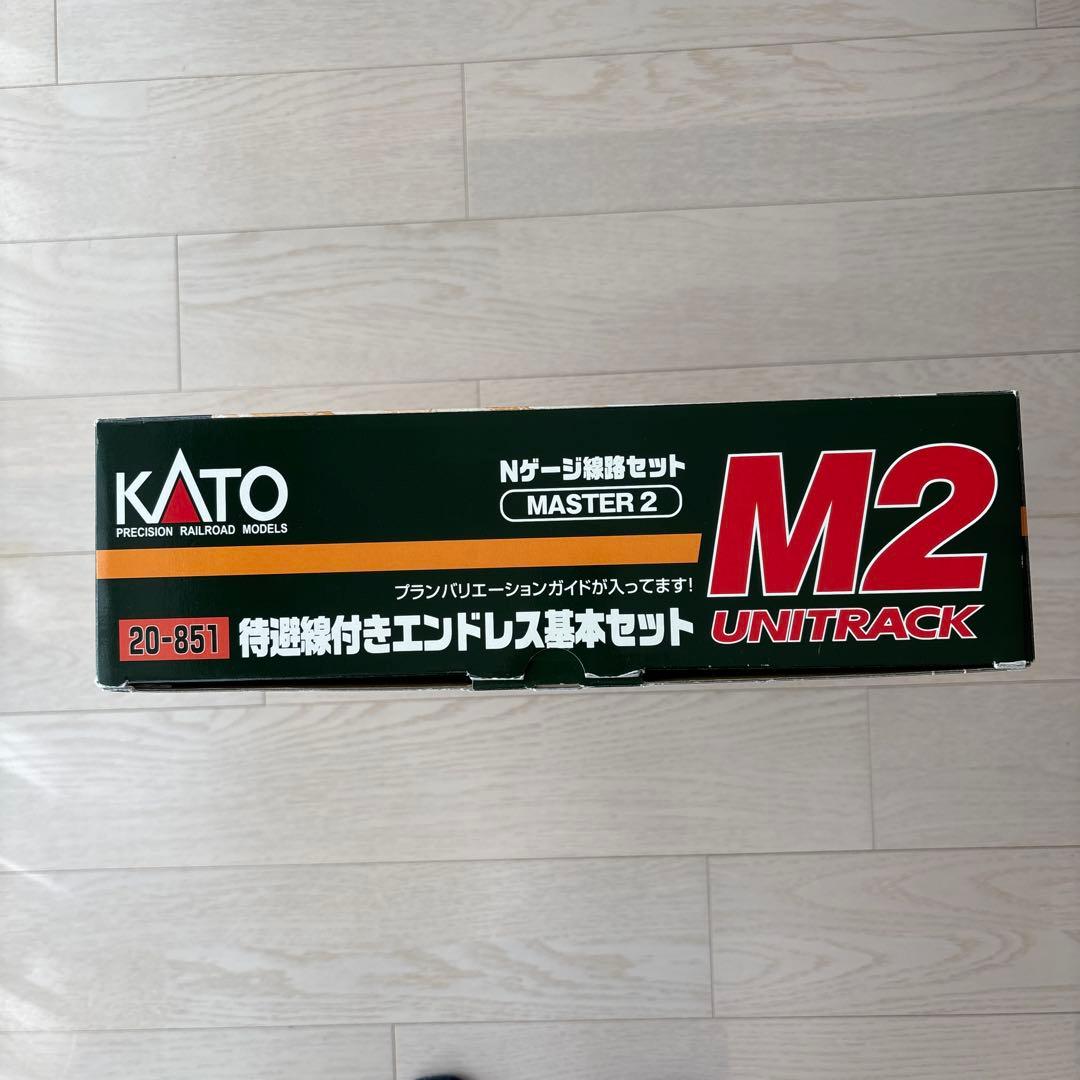 KATO
PRECISION RAILROAD MODELS
Nゲージ線路セット
MASTER 2
M2
UNITRACK
プランバリエーションガイドが入ってます!
20-851 待避線付きエンドレス基本セット